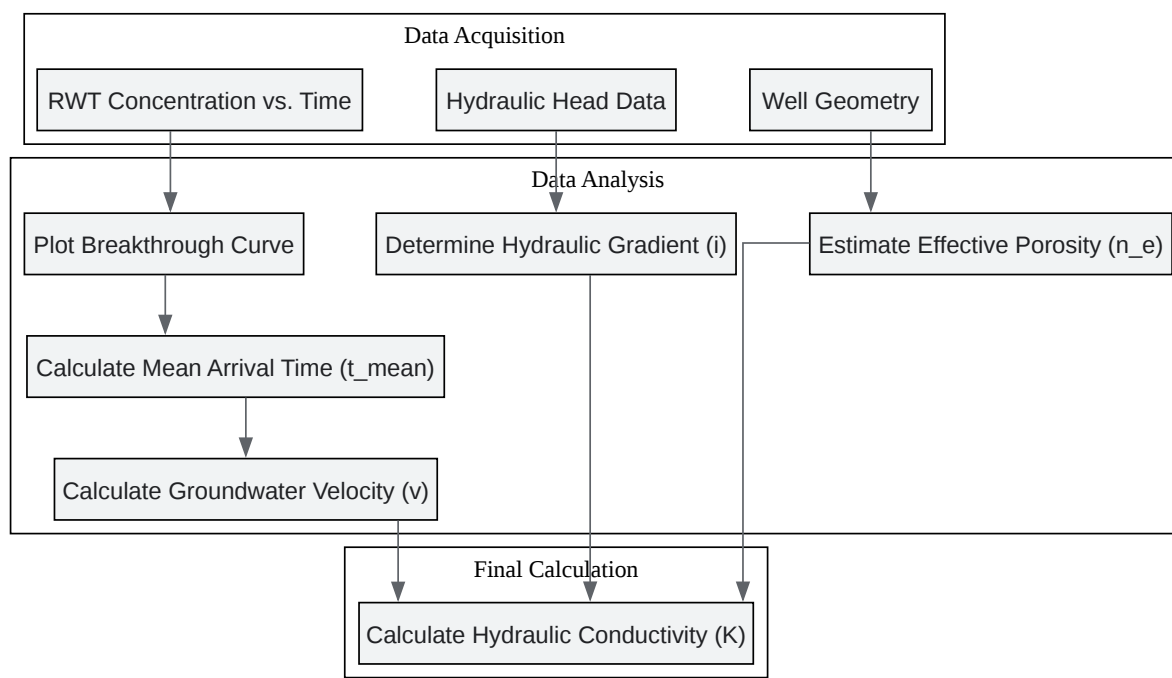 Data Acquisition
RWT Concentration vs. Time
Hydraulic Head Data
Well Geometry
Data Analysis
Plot Breakthrough Curve
Determine Hydraulic Gradient (i)
Estimate Effective Porosity (n_e)
Calculate Mean Arrival Time (t_mean)
Calculate Groundwater Velocity (v)
Final Calculation
Calculate Hydraulic Conductivity (K)